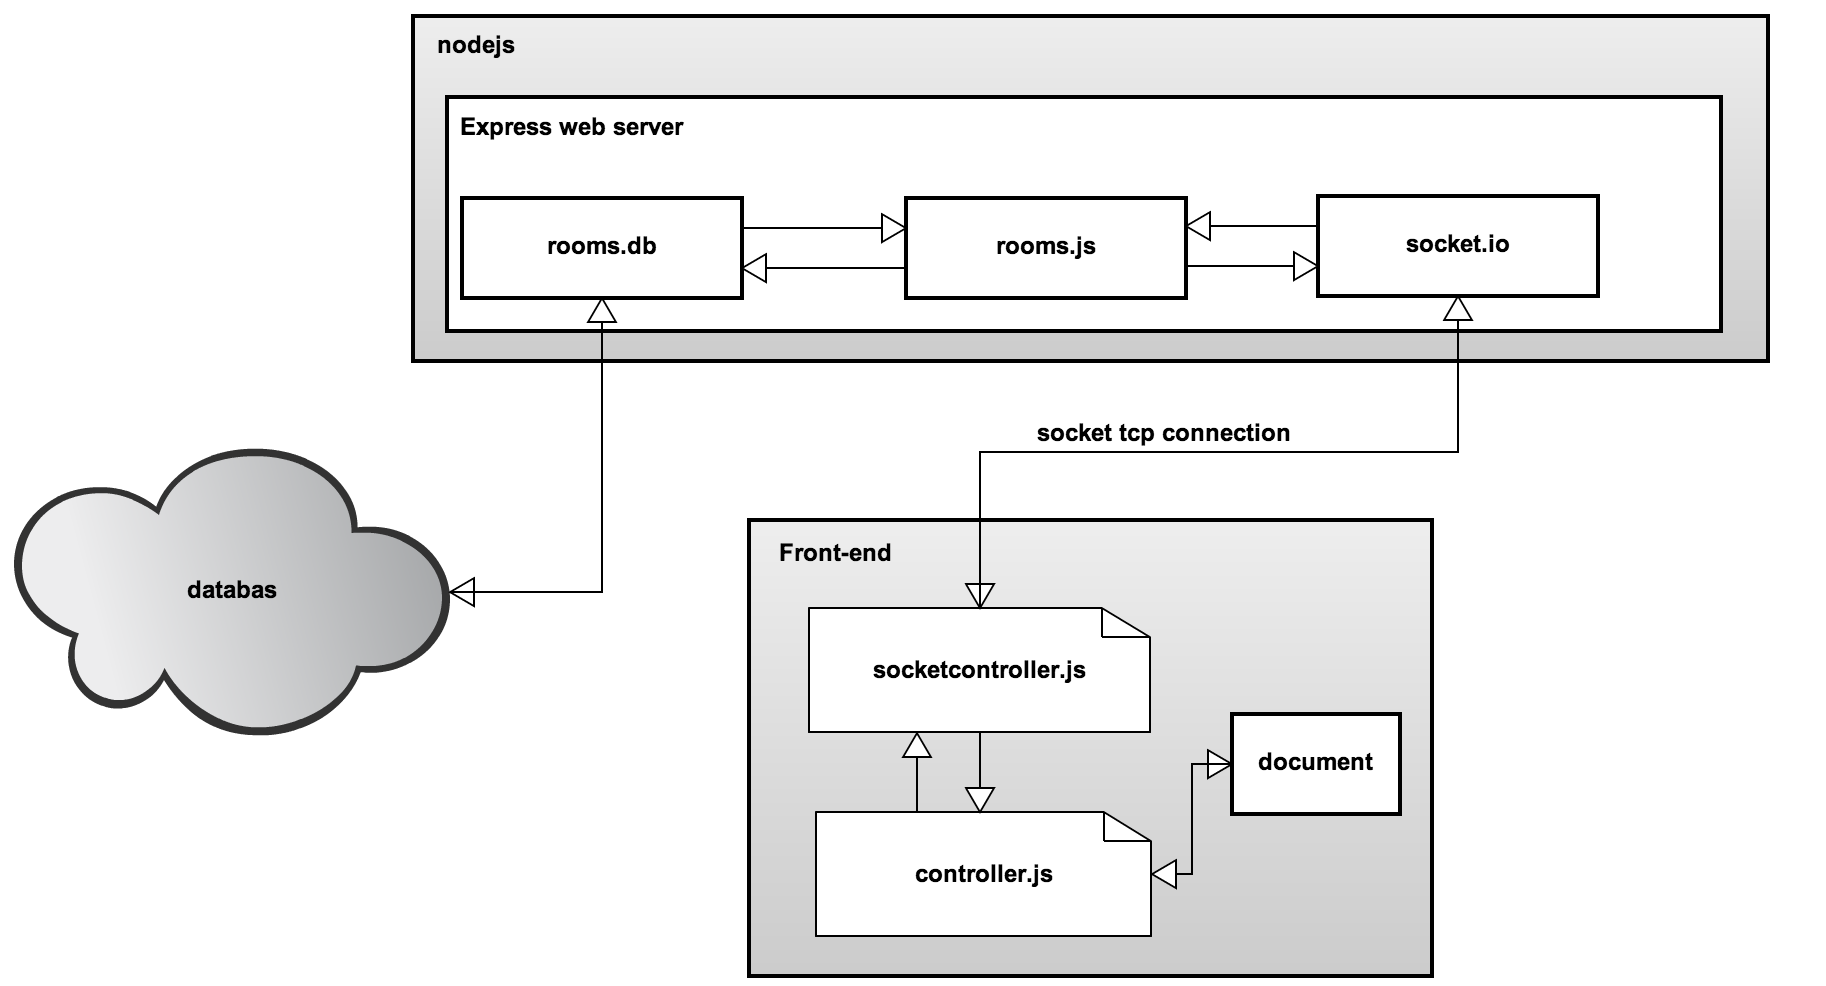 nodejs
Express web server
rooms.db
rooms.js
socket.io
socket tcp connection
Front-end
databas
socketcontroller.js
document
controller.js